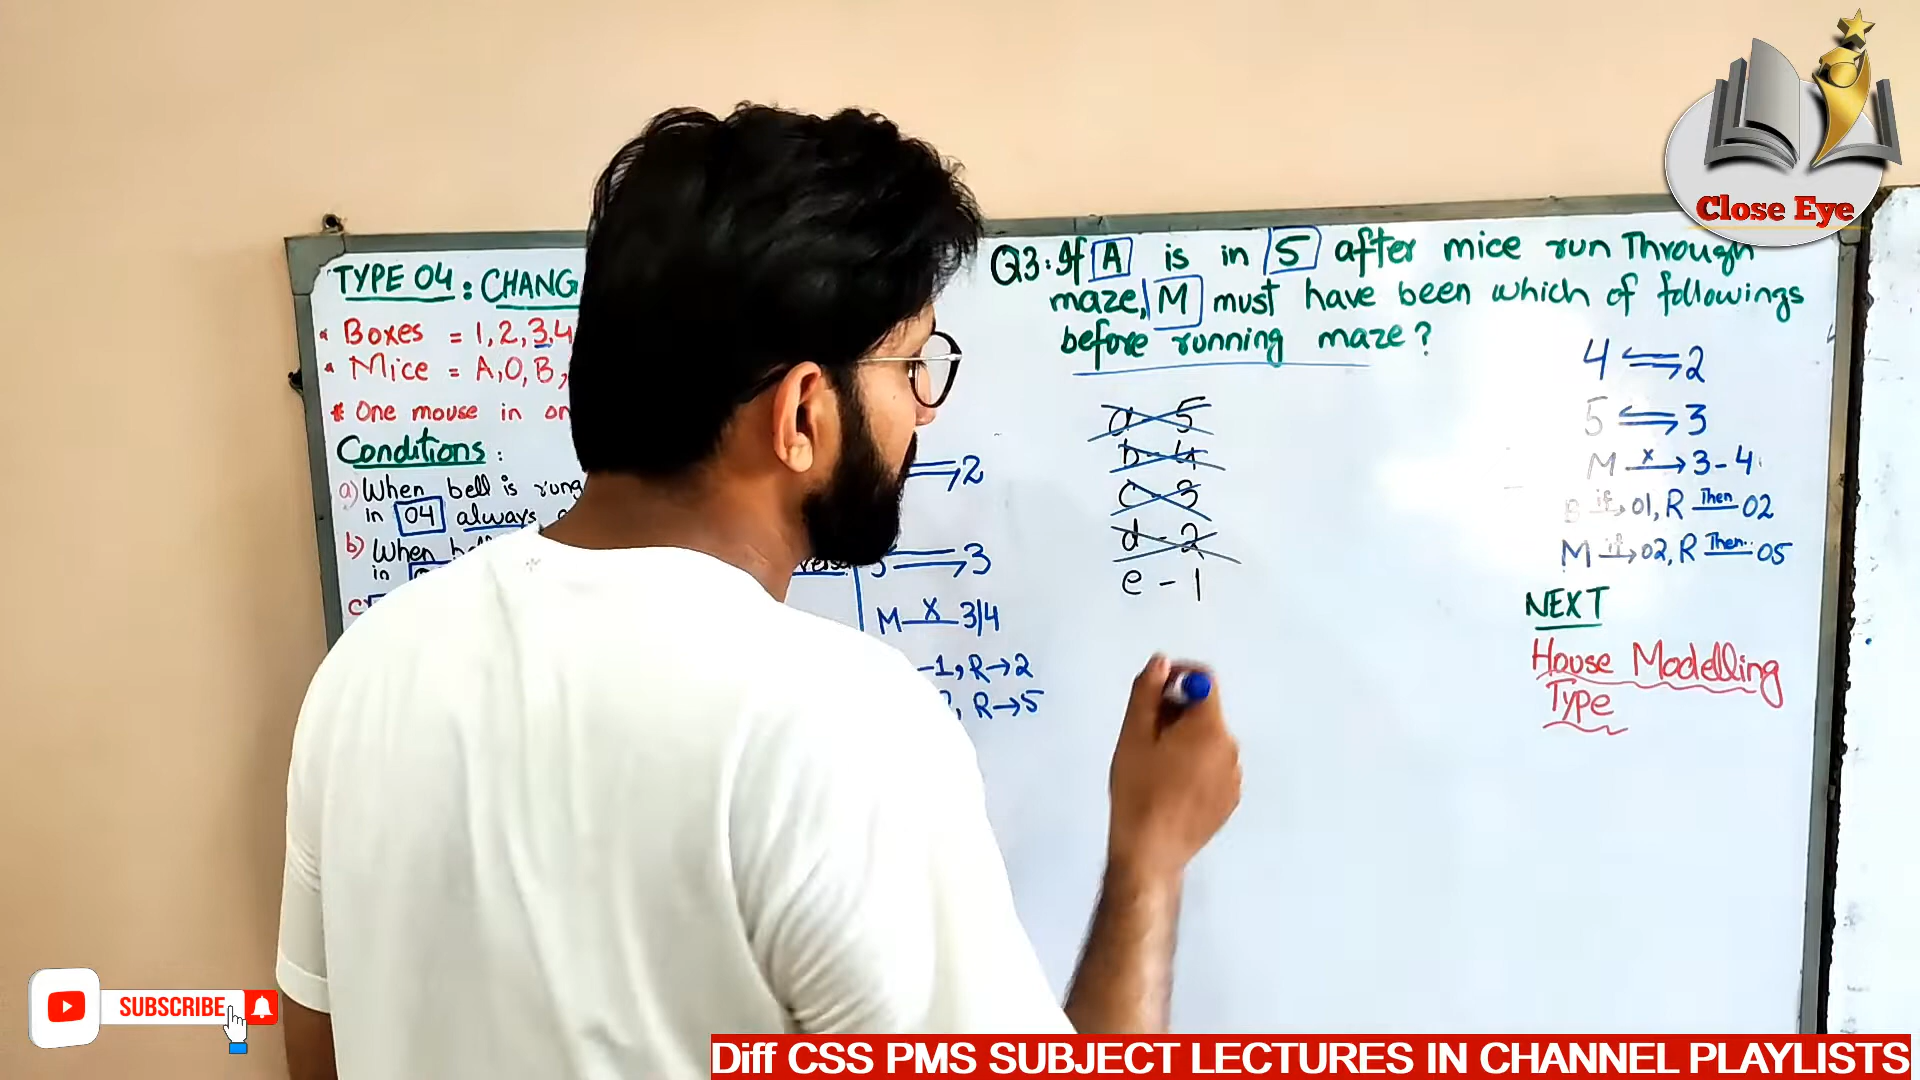 Close Eye
TYPE 04: CHANG
* Boxes = 1, 2, 3, 4
* Mice = A, O, B,
* One mouse in on
Conditions:
a) When bell is rung
in 04 always
b) When
in
c)
2
3
M X 3/4
-1, R→2
, R→5
Q3: If A is in 5 after mice run Through
maze, M must have been which of followings
before running maze?
a - 5
b - 4
c - 3
d - 2
e - 1
4 ⇌ 2
5 ⇌ 3
M X→ 3 - 4
B if→ 01, R Then 02
M if→ 02, R Then 05
NEXT
House Modelling
Type
SUBSCRIBE
Diff CSS PMS SUBJECT LECTURES IN CHANNEL PLAYLISTS